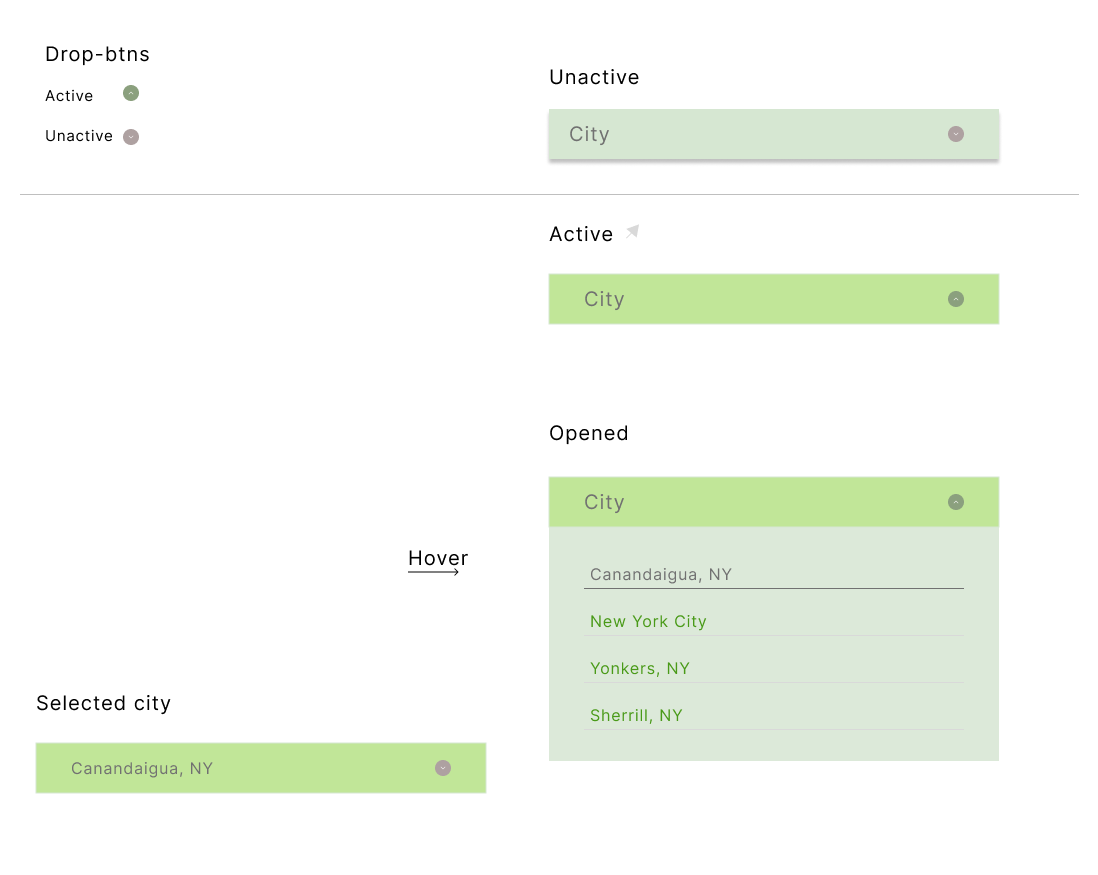 Drop-btns
Active
Unactive
Unactive
City
Active
City
Opened
City
Hover
Canandaigua, NY
New York City
Yonkers, NY
Sherrill, NY
Selected city
Canandaigua, NY